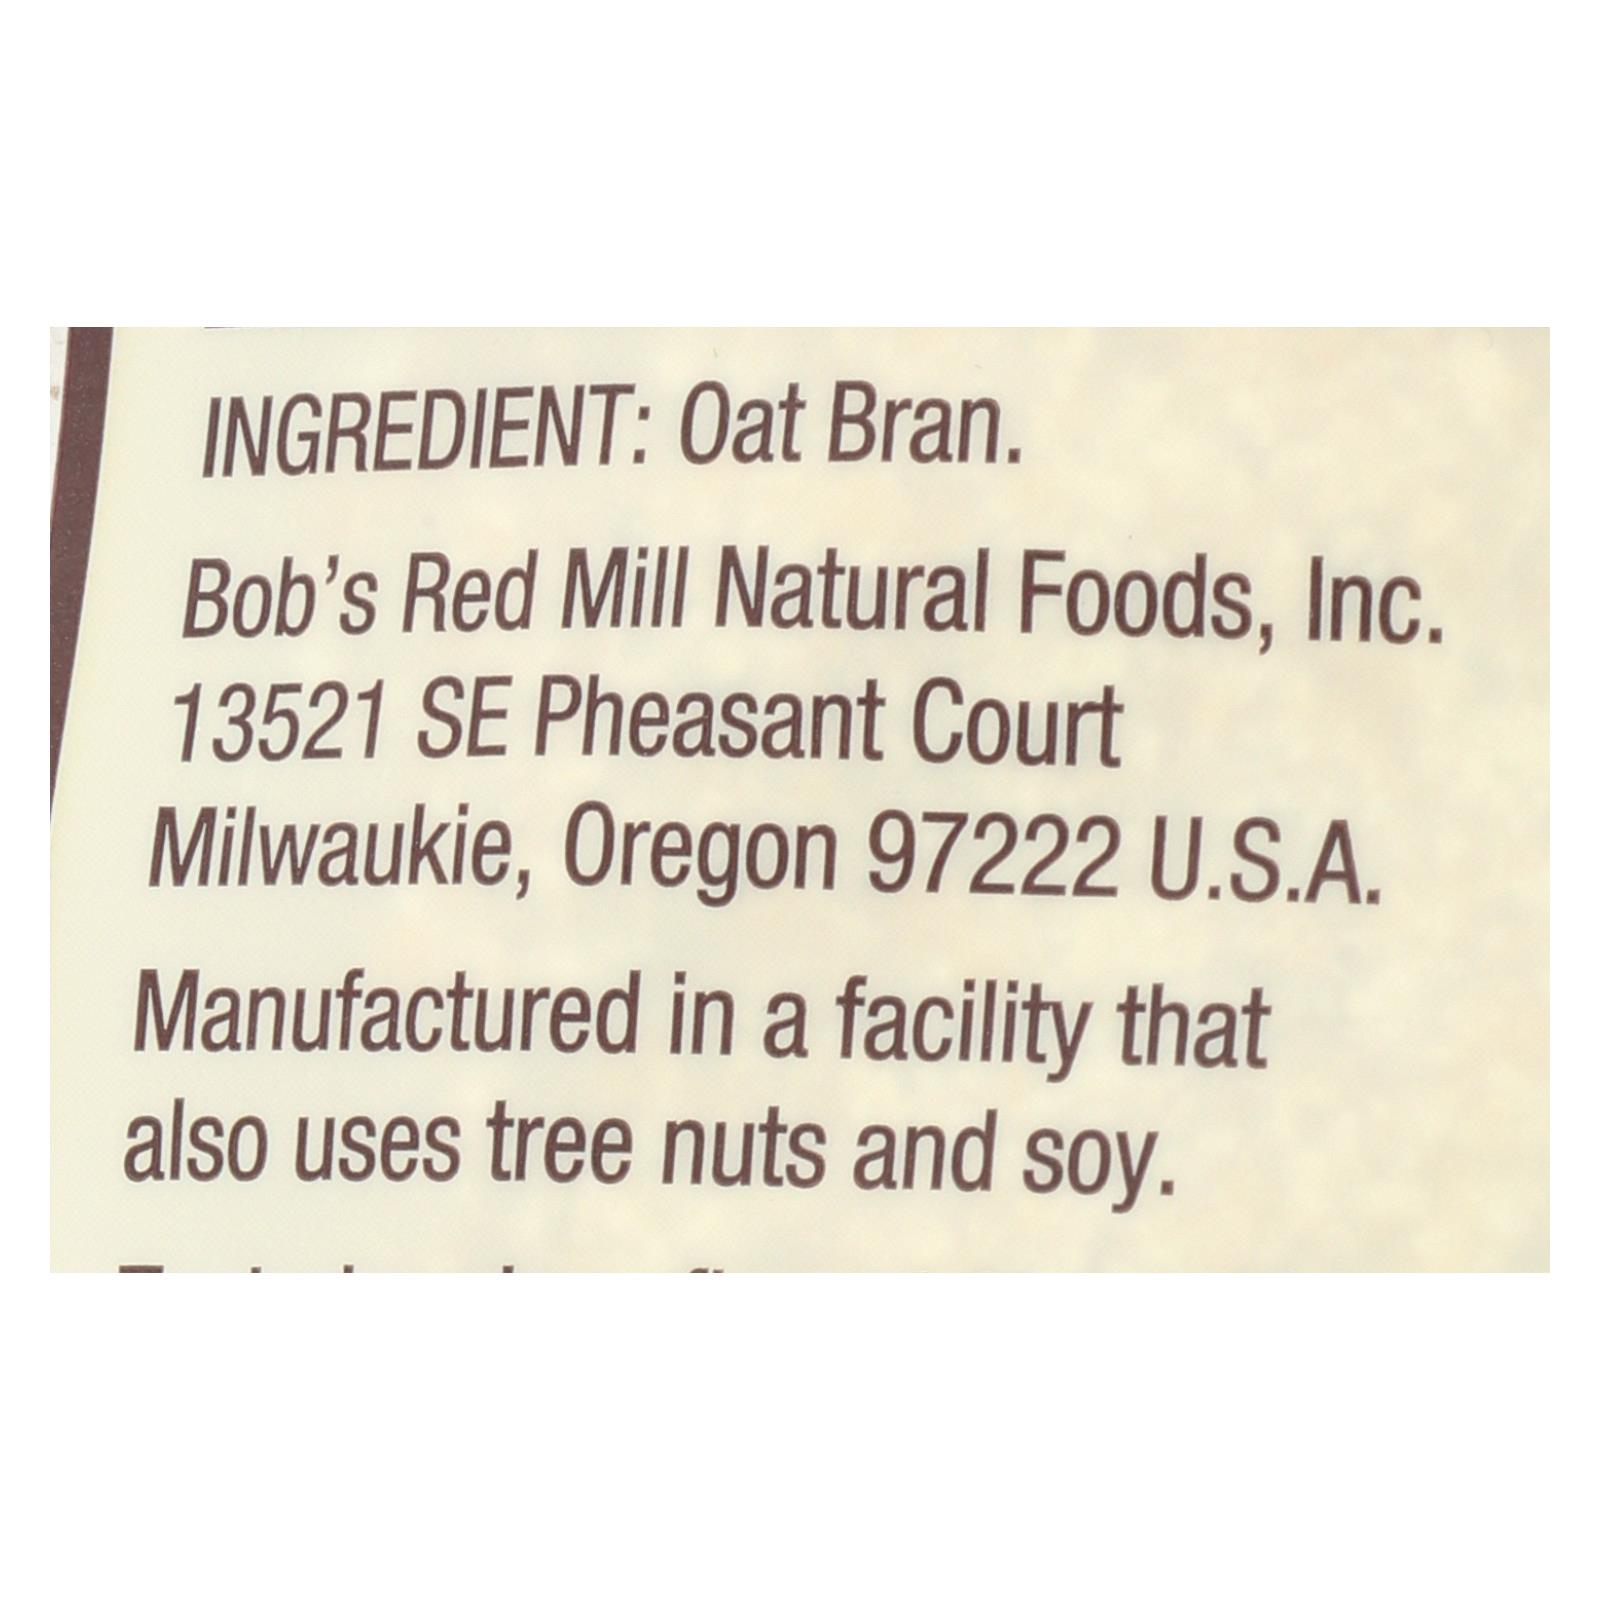 INGREDIENT: Oat Bran.
Bob's Red Mill Natural Foods, Inc.
13521 SE Pheasant Court
Milwaukie, Oregon 97222 U.S.A.
Manufactured in a facility that
also uses tree nuts and soy.